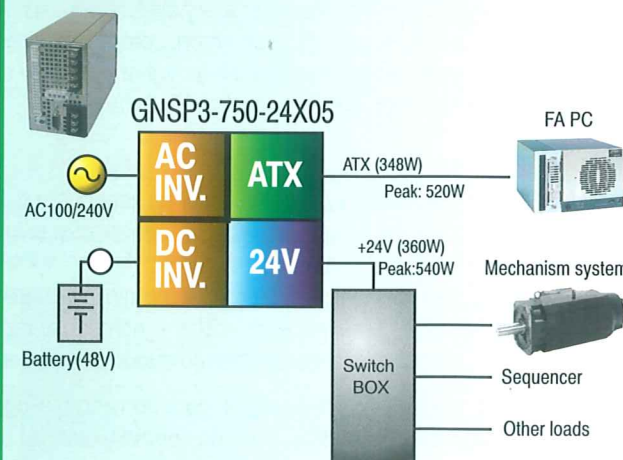 GNSP3-750-24X05
AC
INV.
ATX
DC
INV.
24V
AC100/240V
Battery(48V)
ATX (348W)
Peak: 520W
+24V (360W)
Peak:540W
FA PC
Mechanism system
Switch
BOX
Sequencer
Other loads